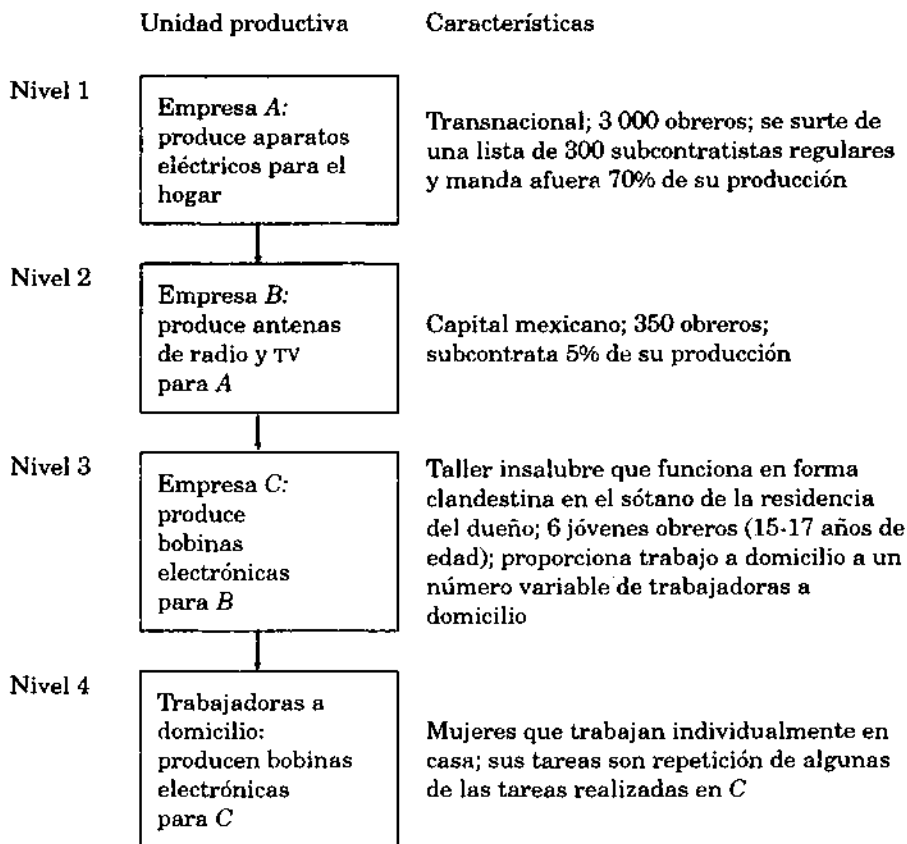 Unidad productiva Características
Nivel 1
Empresa A:
produce aparatos
eléctricos para el
hogar
Transnacional; 3 000 obreros; se surte de
una lista de 300 subcontratistas regulares
y manda afuera 70% de su producción
Nivel 2
Empresa B:
produce antenas
de radio y TV
para A
Capital mexicano; 350 obreros;
subcontrata 5% de su producción
Nivel 3
Empresa C:
produce
bobinas
electrónicas
para B
Taller insalubre que funciona en forma
clandestina en el sótano de la residencia
del dueño; 6 jóvenes obreros (15-17 años de
edad); proporciona trabajo a domicilio a un
número variable de trabajadoras a
domicilio
Nivel 4
Trabajadoras a
domicilio:
producen bobinas
electrónicas
para C
Mujeres que trabajan individualmente en
casa; sus tareas son repetición de algunas
de las tareas realizadas en C